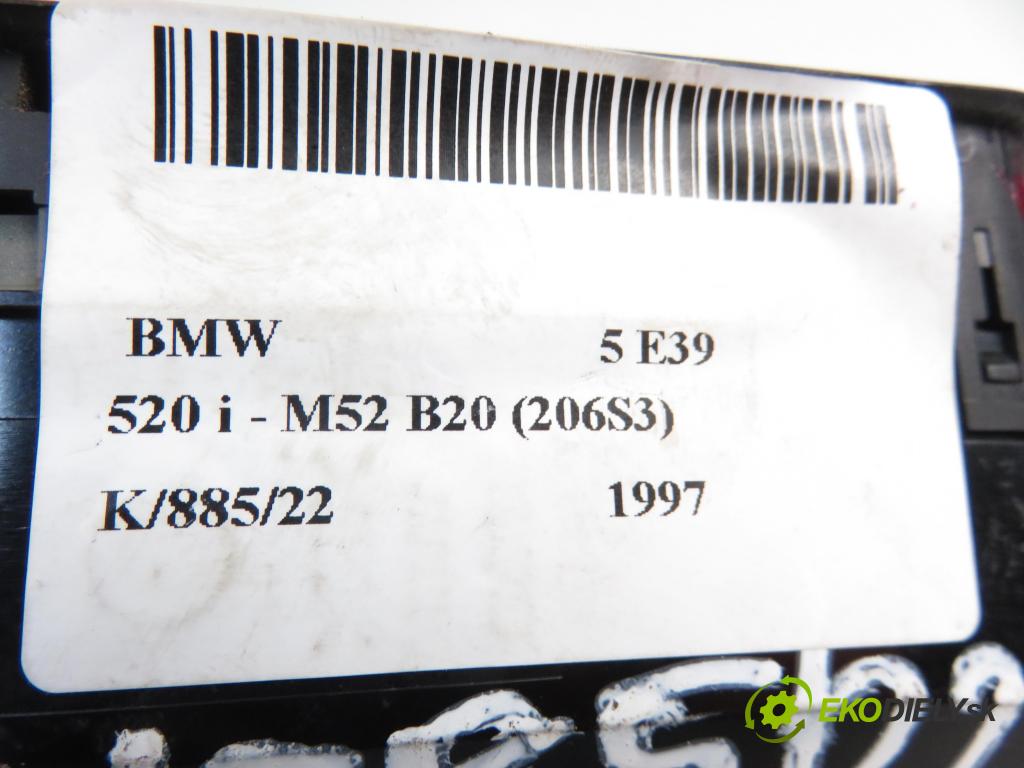 BMW 5 E39
520 i - M52 B20 (206S3)
K/885/22 1997
EKODIELY.sk